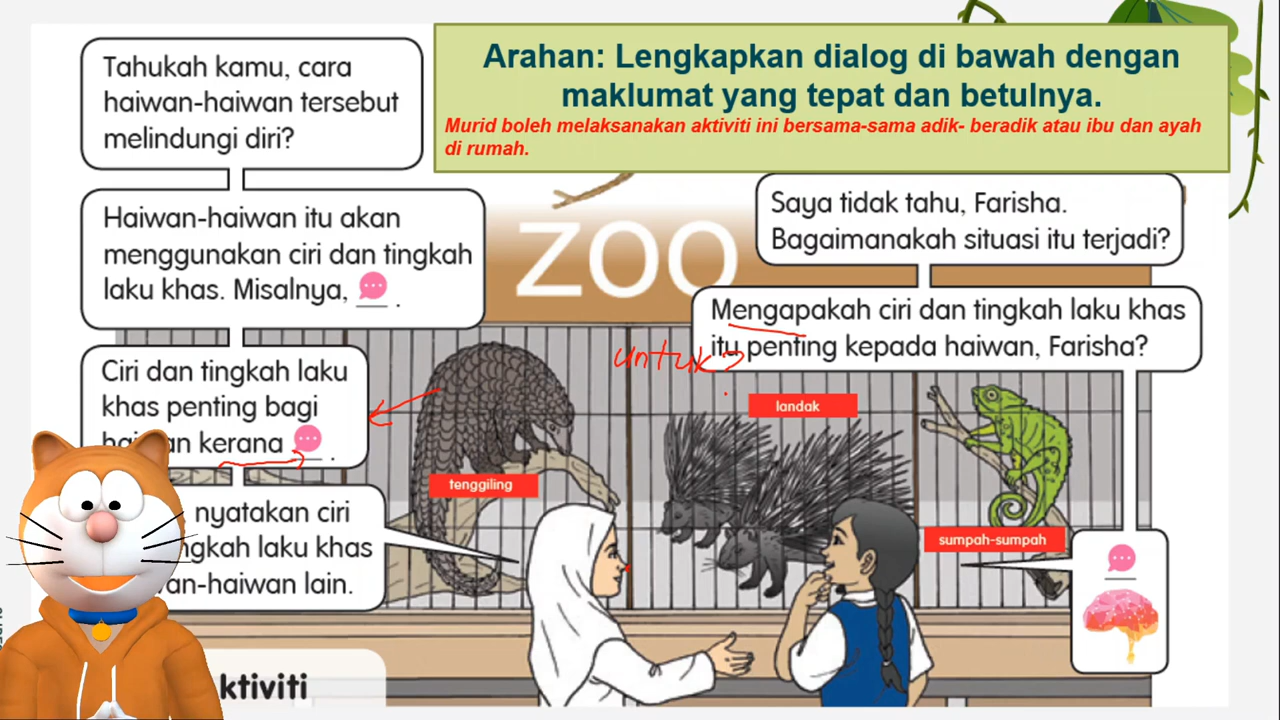 Arahan: Lengkapkan dialog di bawah dengan
maklumat yang tepat dan betulnya.
Murid boleh melaksanakan aktiviti ini bersama-sama adik- beradik atau ibu dan ayah
di rumah.
Tahukah kamu, cara
haiwan-haiwan tersebut
melindungi diri?
Saya tidak tahu, Farisha.
Bagaimanakah situasi itu terjadi?
Haiwan-haiwan itu akan
menggunakan ciri dan tingkah
laku khas. Misalnya, __ .
ZOO
Mengapakah ciri dan tingkah laku khas
itu penting kepada haiwan, Farisha?
untuk?
Ciri dan tingkah laku
khas penting bagi
kerana __ .
landak
tenggiling
sumpah-sumpah
nyatakan ciri
laku khas
lain.